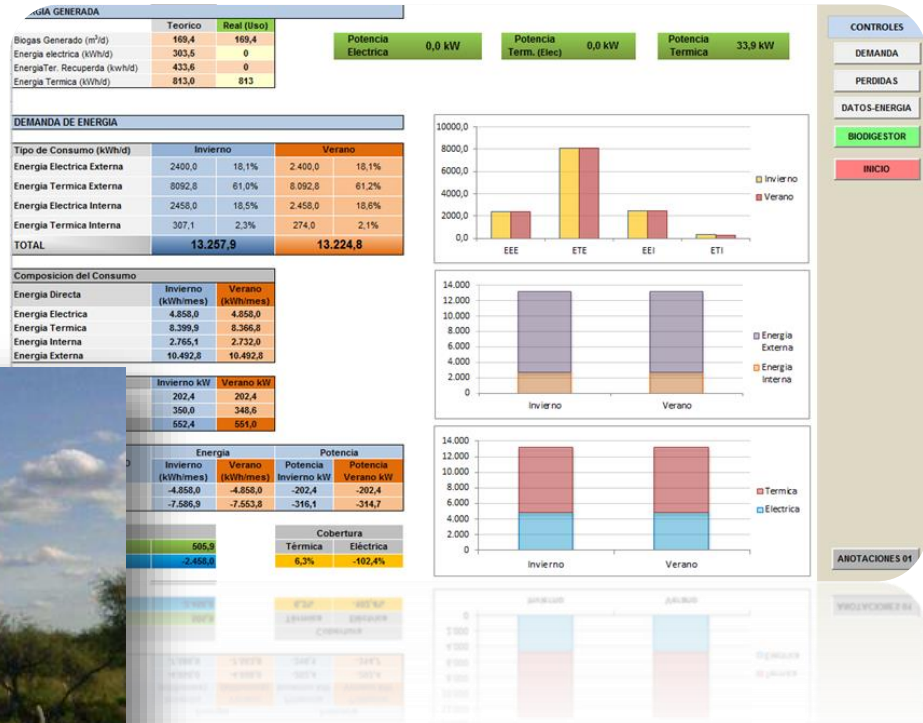 GIA GENERADA
Teorico Real (Uso)
Biogas Generado (m³/d) 169,4 169,4
Energia electrica (kWh/d) 303,5 0
EnergiaTer. Recuperda (kwh/d) 433,6 0
Energia Termica (kWh/d) 813,0 813
Potencia Electrica 0,0 kW
Potencia Term. (Elec) 0,0 kW
Potencia Termica 33,9 kW
DEMANDA DE ENERGIA
Tipo de Consumo (kWh/d) Invierno Verano
Energia Electrica Externa 2400,0 18,1% 2.400,0 18,1%
Energia Termica Externa 8092,8 61,0% 8.092,8 61,2%
Energia Electrica Interna 2458,0 18,5% 2.458,0 18,6%
Energia Termica Interna 307,1 2,3% 274,0 2,1%
TOTAL 13.257,9 13.224,8
Composicion del Consumo
Energia Directa Invierno (kWh/mes) Verano (kWh/mes)
Energia Electrica 4.858,0 4.858,0
Energia Termica 8.399,9 8.366,8
Energia Interna 2.765,1 2.732,0
Energia Externa 10.492,8 10.492,8
Invierno kW Verano kW
202,4 202,4
350,0 348,6
552,4 551,0
Energia Potencia
Invierno (kWh/mes) Verano (kWh/mes) Potencia Invierno kW Potencia Verano kW
-4.858,0 -4.858,0 -202,4 -202,4
-7.586,9 -7.553,8 -316,1 -314,7
Cobertura
505,9 Térmica Eléctrica
-2.458,0 6,3% -102,4%
10000,0
8000,0
6000,0
4000,0
2000,0
0,0
EEE ETE EEI ETI
Invierno
Verano
14.000
12.000
10.000
8.000
6.000
4.000
2.000
0
Invierno Verano
Energia Externa
Energia Interna
14.000
12.000
10.000
8.000
6.000
4.000
2.000
0
Invierno Verano
Termica
Electrica
CONTROLES
DEMANDA
PERDIDAS
DATOS-ENERGIA
BIODIGESTOR
INICIO
ANOTACIONES 01